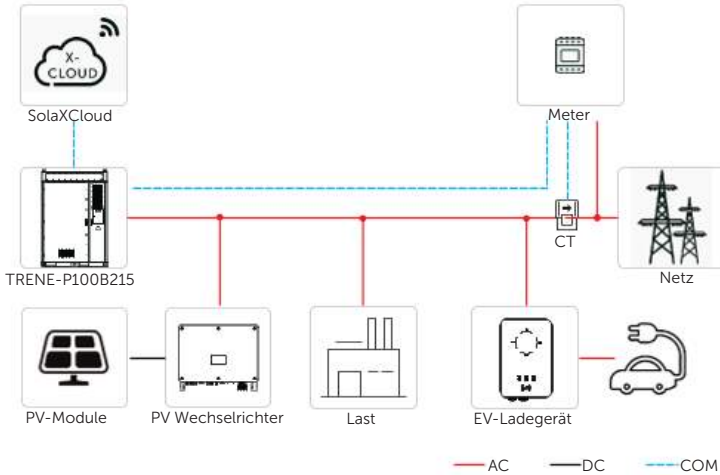 X-
CLOUD
SolaXCloud
Meter
TRENE-P100B215
CT
Netz
PV-Module
PV Wechselrichter
Last
EV-Ladegerät
AC
DC
COM